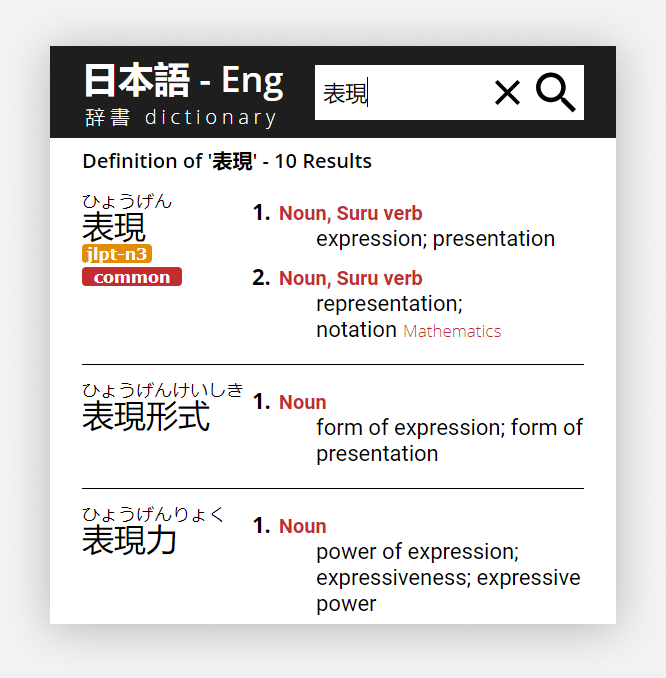 日本語 - Eng
辞書 dictionary
表現
Definition of '表現' - 10 Results
ひょうげん
表現
jlpt-n3
common
1. Noun, Suru verb
expression; presentation
2. Noun, Suru verb
representation;
notation Mathematics
ひょうげんけいしき
表現形式
1. Noun
form of expression; form of
presentation
ひょうげんりょく
表現力
1. Noun
power of expression;
expressiveness; expressive
power